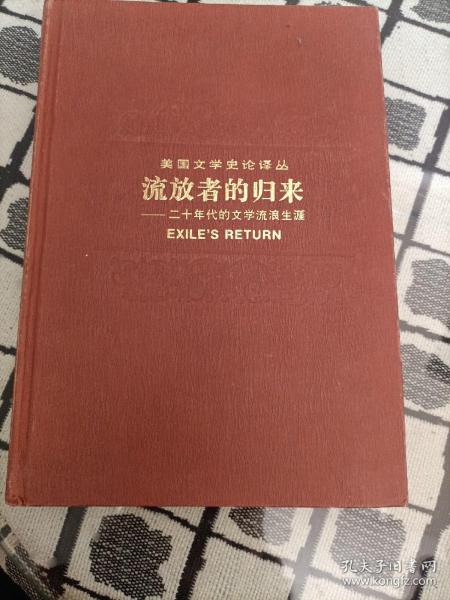 美国文学史论译丛
流放者的归来
——二十年代的文学流浪生涯
EXILE'S RETURN
孔夫子旧书网
www.kongfz.com